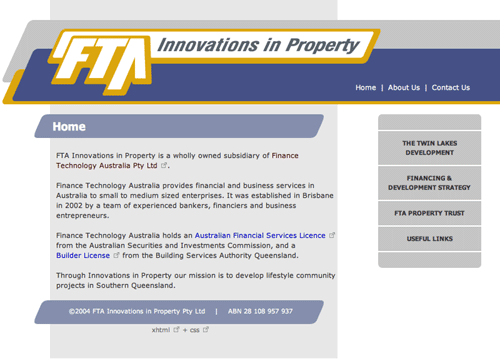 FTA Innovations in Property
Home | About Us | Contact Us
Home
FTA Innovations in Property is a wholly owned subsidiary of Finance
Technology Australia Pty Ltd.
Finance Technology Australia provides financial and business services in
Australia to small to medium sized enterprises. It was established in Brisbane
in 2002 by a team of experienced bankers, financiers and business
entrepreneurs.
Finance Technology Australia holds an Australian Financial Services Licence
from the Australian Securities and Investments Commission, and a
Builder License from the Building Services Authority Queensland.
Through Innovations in Property our mission is to develop lifestyle community
projects in Southern Queensland.
THE TWIN LAKES
DEVELOPMENT
FINANCING &
DEVELOPMENT STRATEGY
FTA PROPERTY TRUST
USEFUL LINKS
©2004 FTA Innovations in Property Pty Ltd | ABN 28 108 957 937
xhtml + css